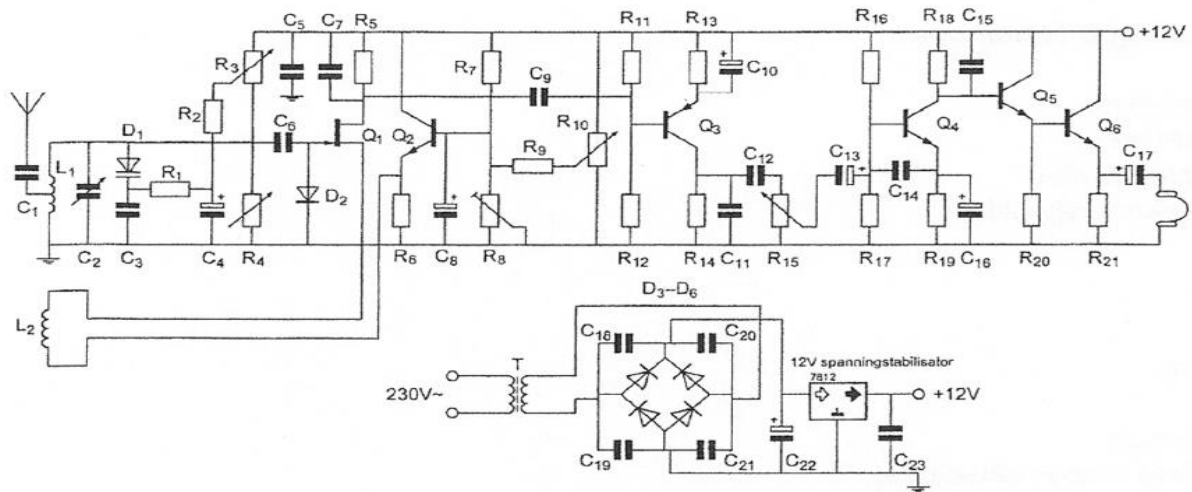 C5 C7 R5 R11 R13 R16 R18 C15
+12V
R3 R7 C9 + C10
R2 R10 Q5
D1 C6 Q1 Q2 Q3 Q4 Q6
L1 R1 R9 C12 C13 + C17 +
C1 + D2 + C14 +
C2 C3 C4 R4 R6 C8 R8 R12 R14 C11 R15 R17 R19 C16 R20 R21
D3–D6
L2
C18 C20
T 12V spanningstabilisator
7812
230V~ +12V
+
C19 C21 C22 C23